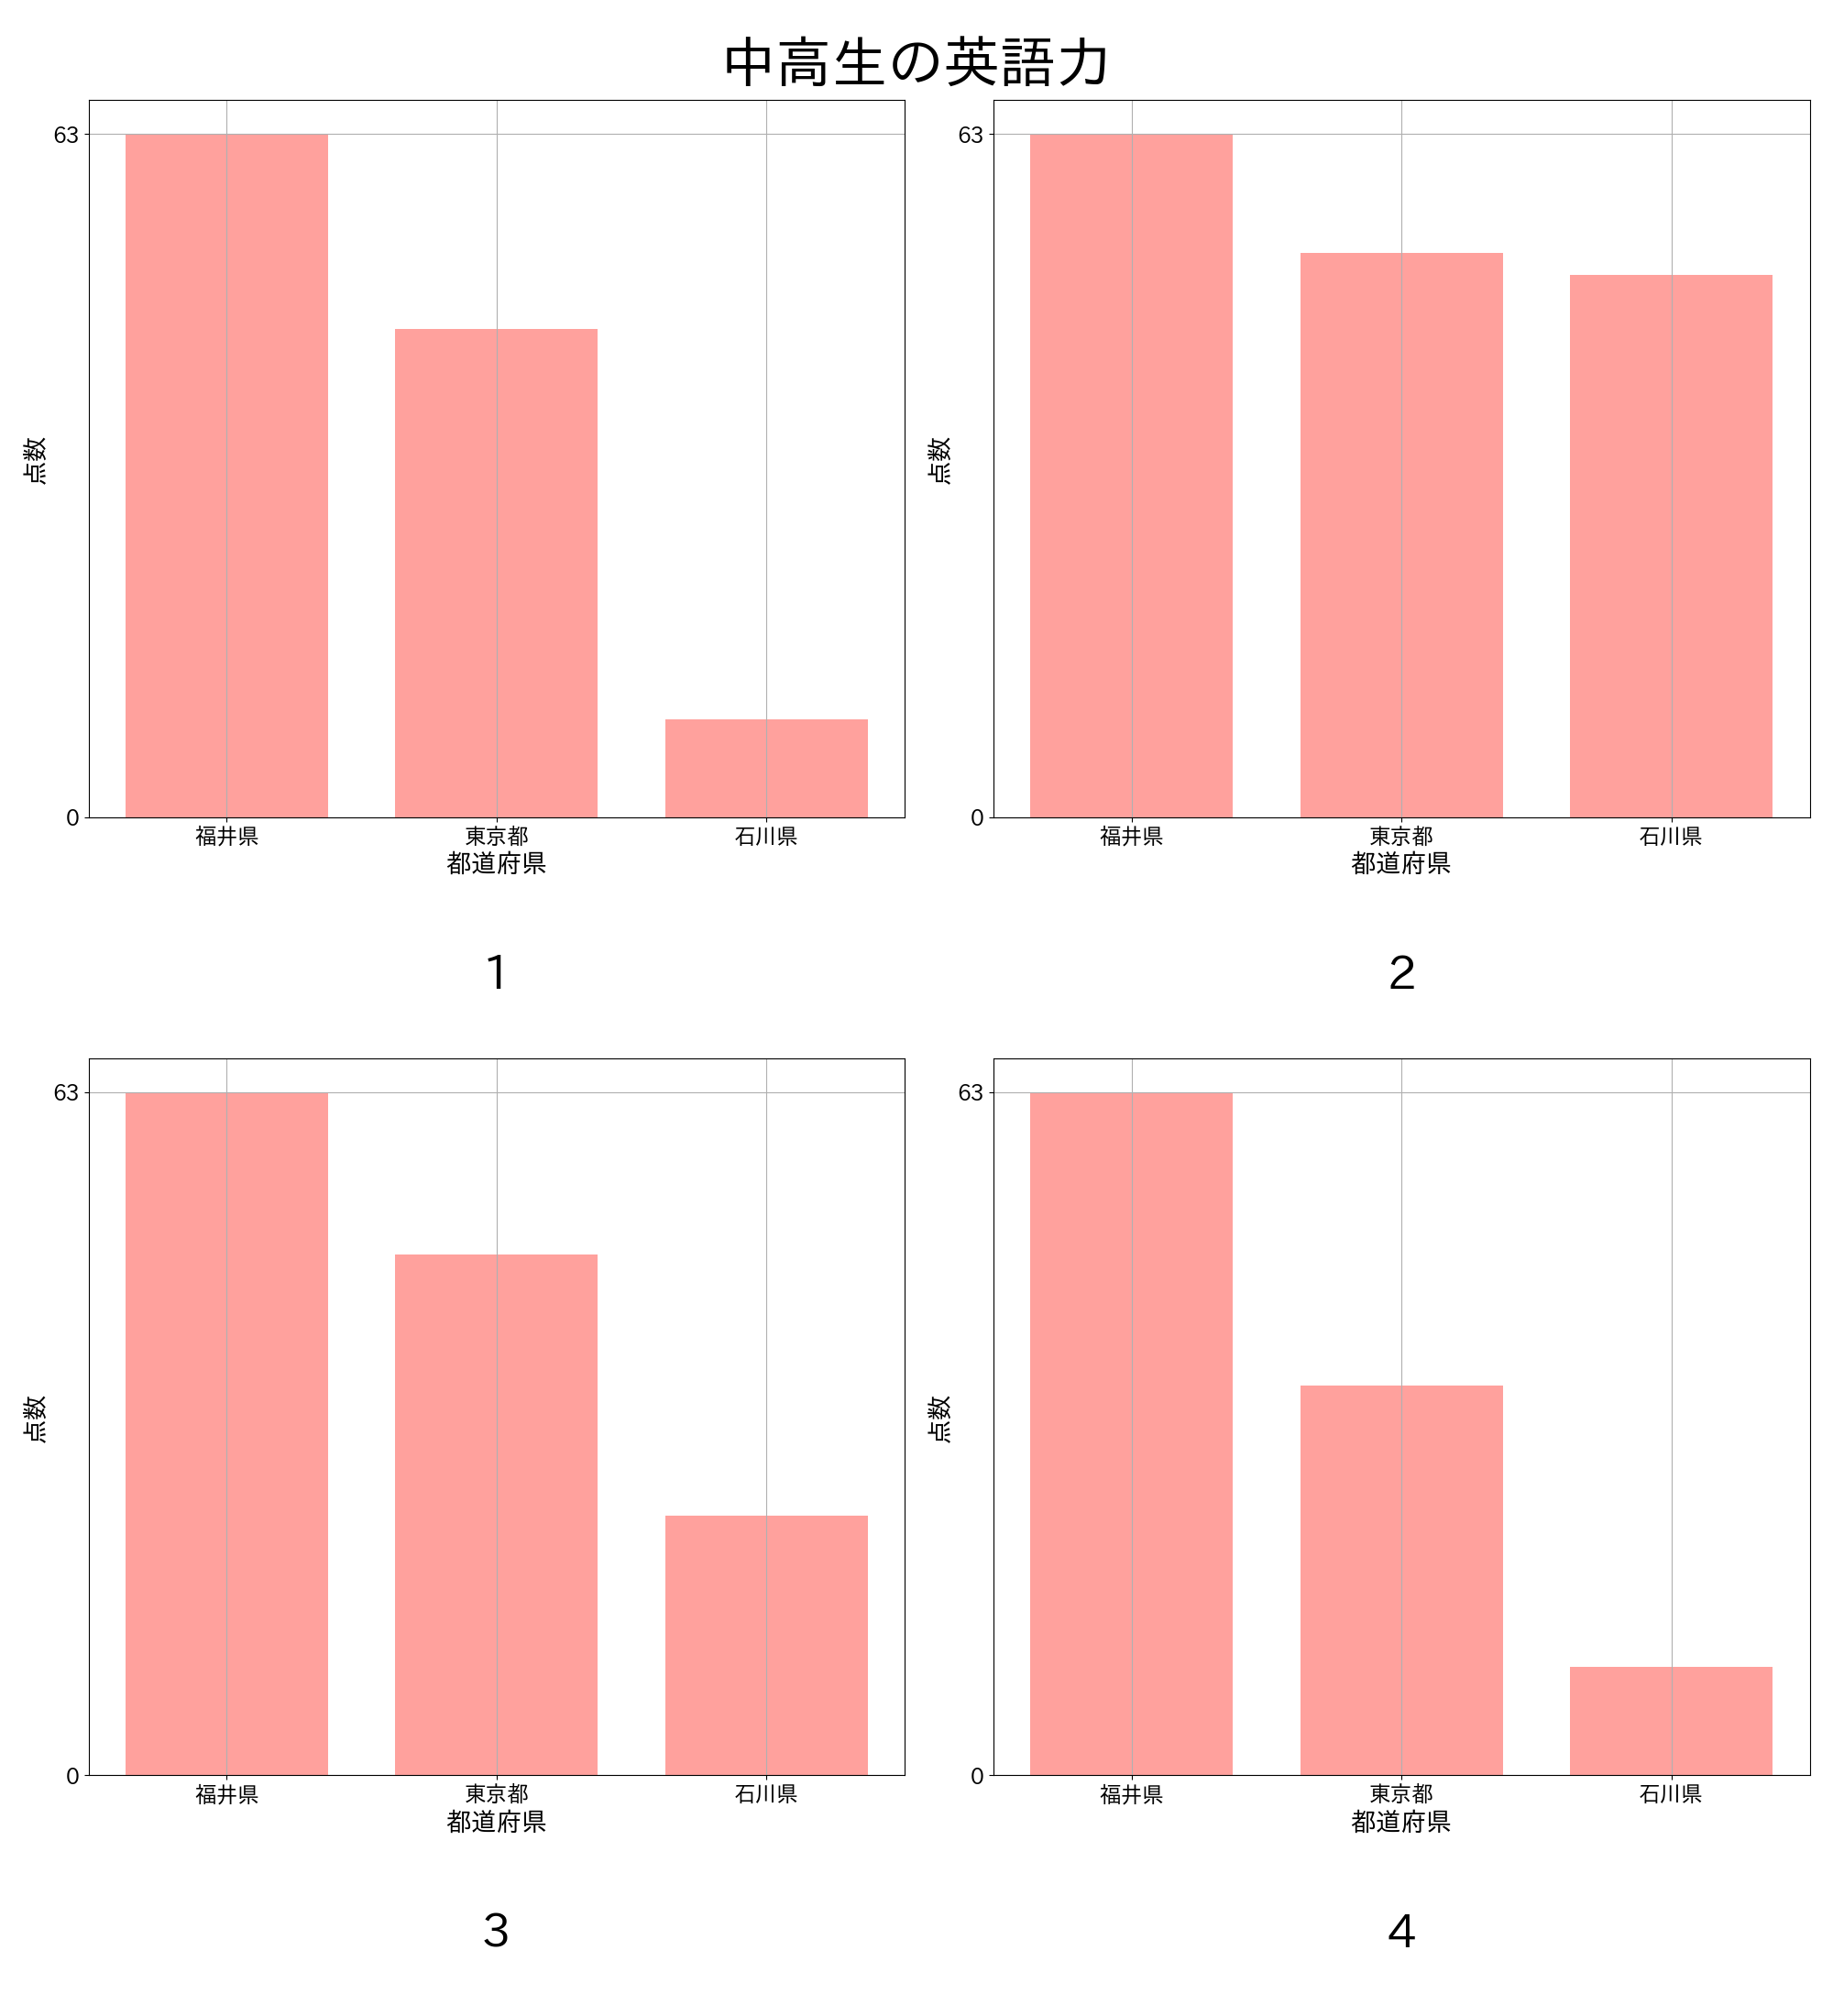 中高生の英語力
63
点数
0
福井県 東京都 石川県
都道府県
1
63
点数
0
福井県 東京都 石川県
都道府県
2
63
点数
0
福井県 東京都 石川県
都道府県
3
63
点数
0
福井県 東京都 石川県
都道府県
4